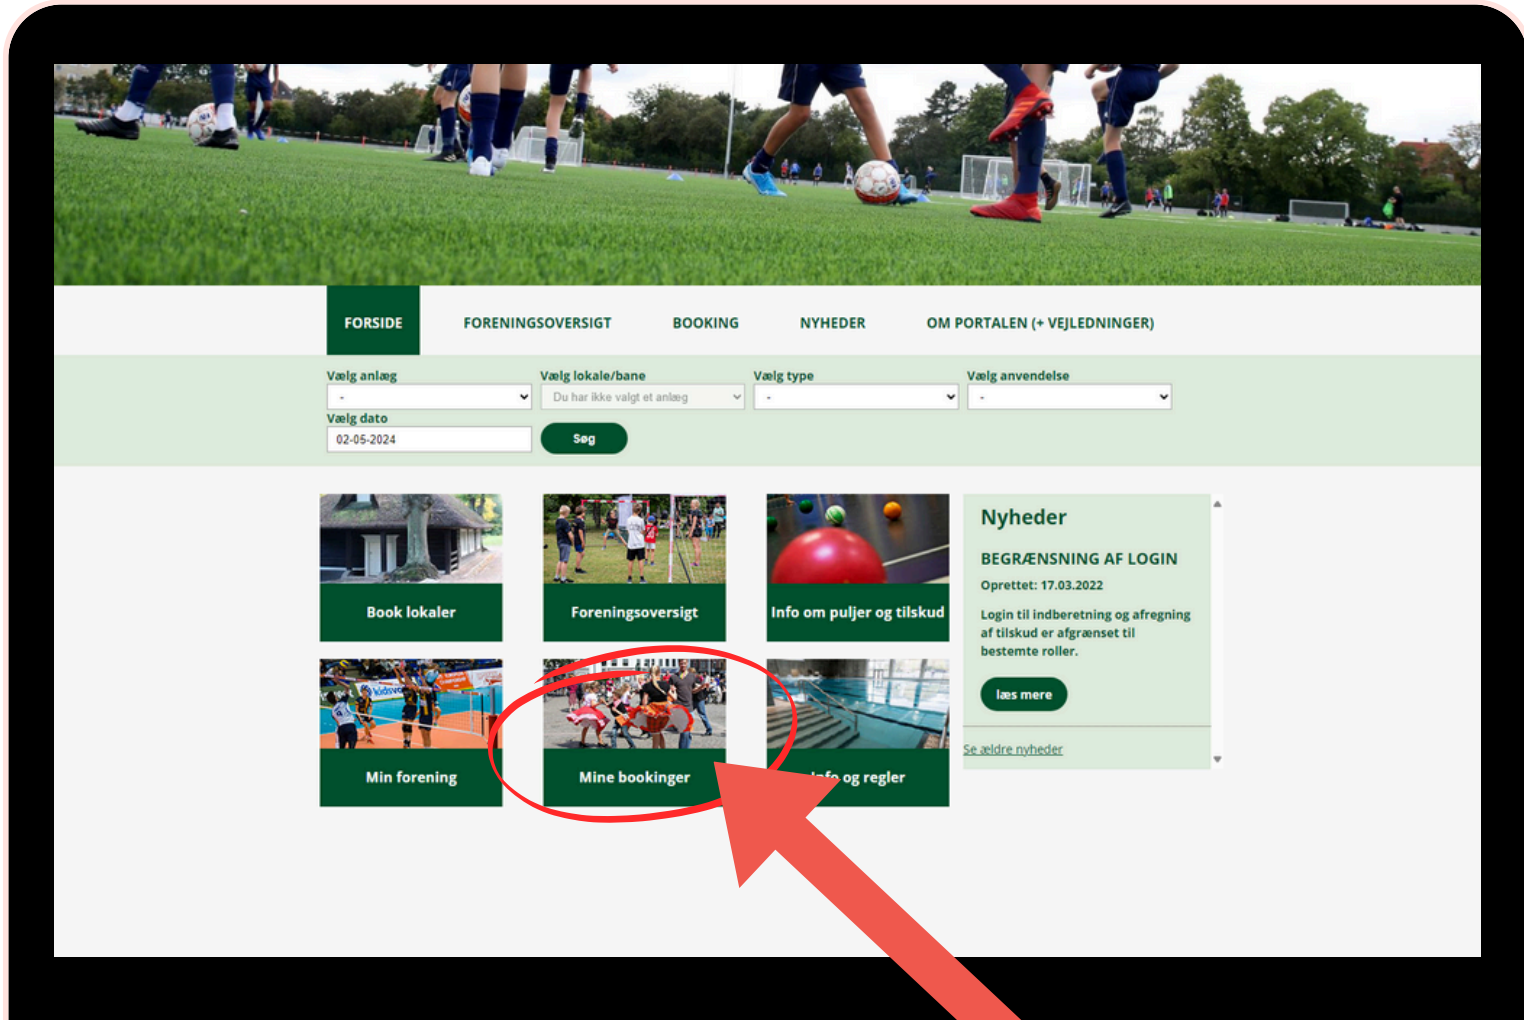 FORSIDE FORENINGSOVERSIGT BOOKING NYHEDER OM PORTALEN (+ VEJLEDNINGER)
Vælg anlæg Vælg lokale/bane Vælg type Vælg anvendelse
- Du har ikke valgt et anlæg - -
Vælg dato
02-05-2024 Søg
Book lokaler
Foreningsoversigt
Info om puljer og tilskud
Min forening
Mine bookinger
Info og regler
Nyheder
BEGRÆNSNING AF LOGIN
Oprettet: 17.03.2022
Login til indberetning og afregning
af tilskud er afgrænset til
bestemte roller.
læs mere
Se ældre nyheder